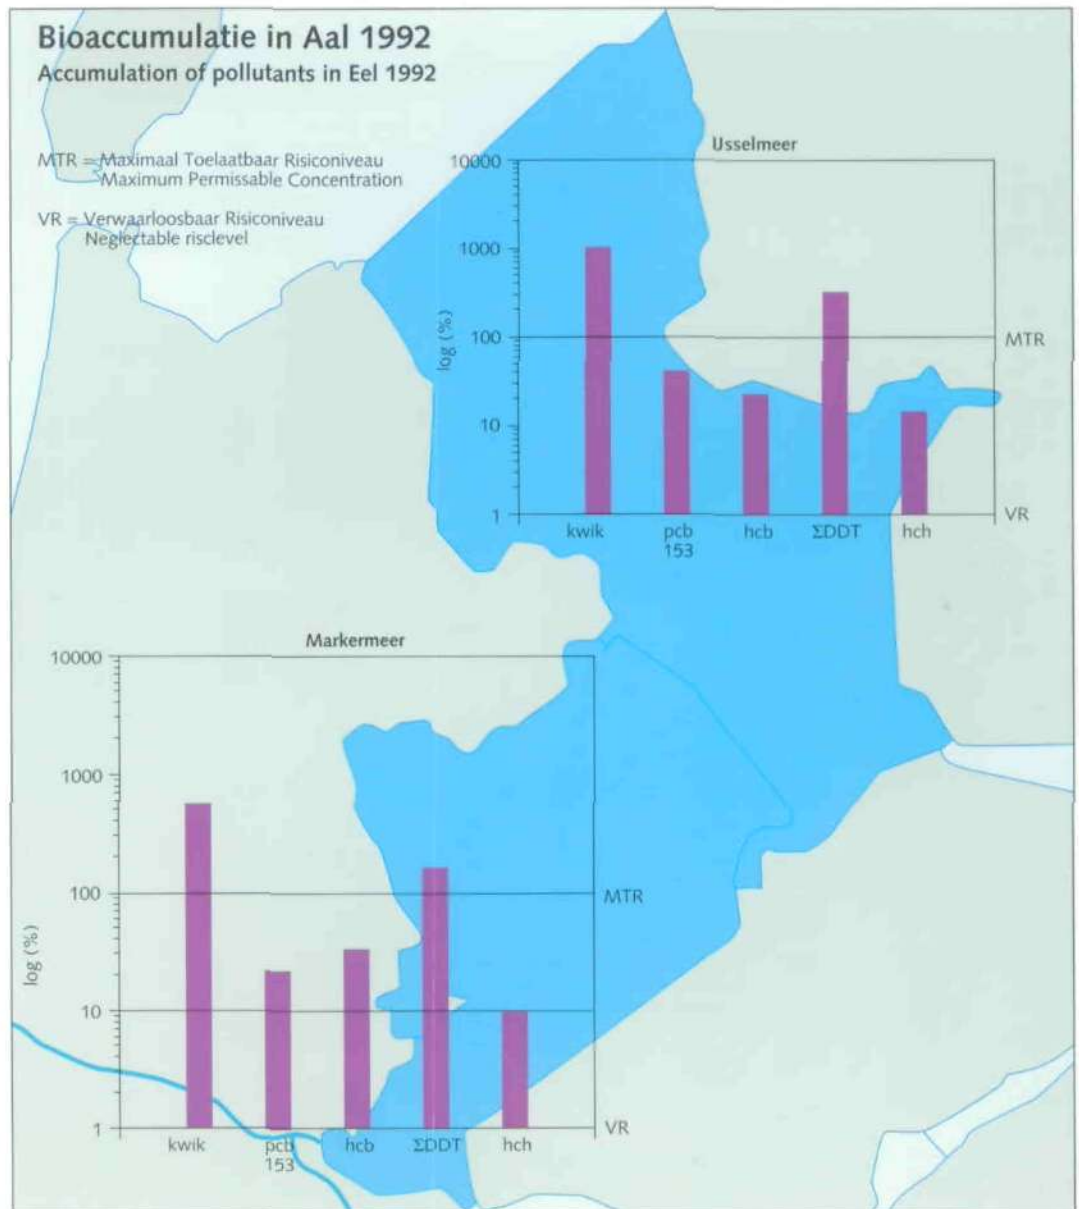 Bioaccumulatie in Aal 1992
Accumulation of pollutants in Eel 1992
MTR = Maximaal Toelaatbaar Risiconiveau
Maximum Permissable Concentration
VR = Verwaarloosbaar Risiconiveau
Neglectable risclevel
IJsselmeer
10000
1000
100
10
1
log (%)
MTR
VR
kwik
pcb
153
hcb
ΣDDT
hch
Markermeer
10000
1000
100
10
1
log (%)
MTR
VR
kwik
pcb
153
hcb
ΣDDT
hch